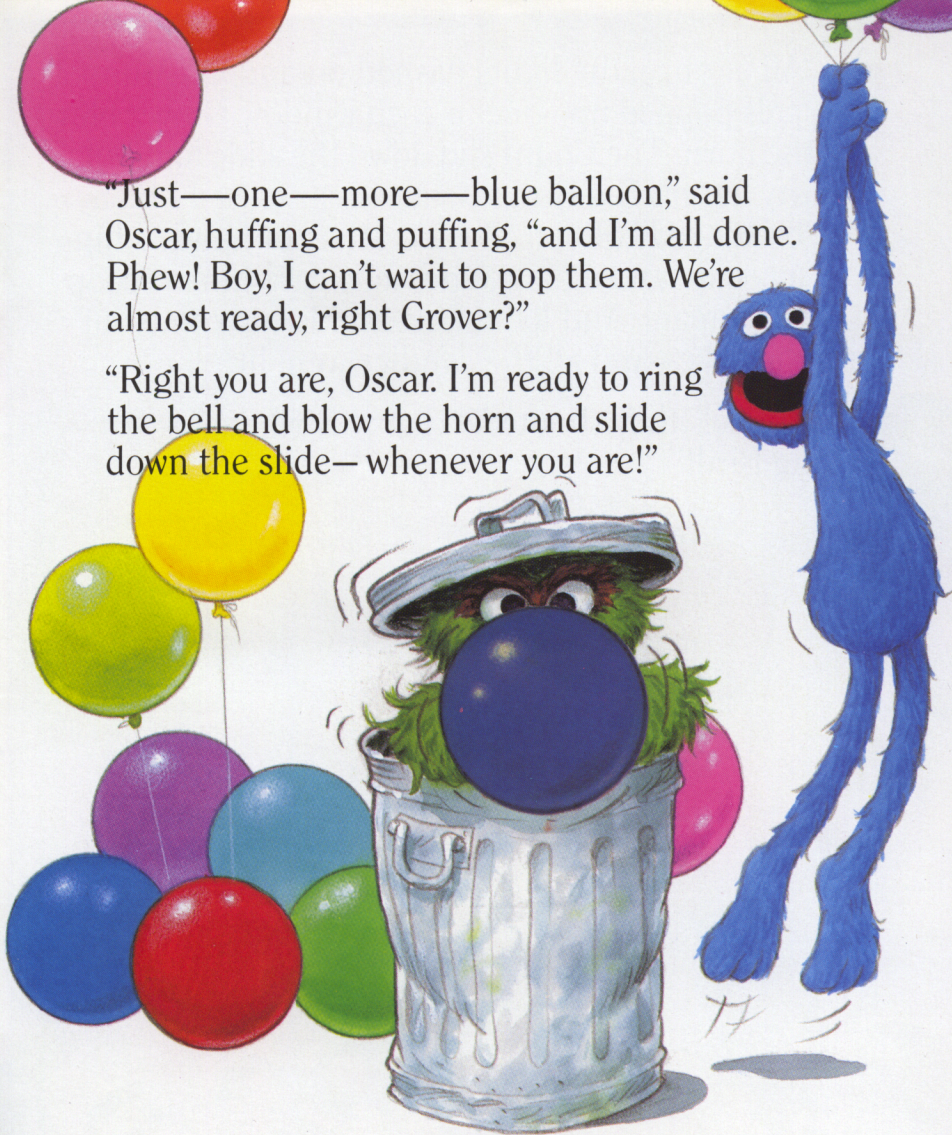 “Just—one—more—blue balloon,” said
Oscar, huffing and puffing, “and I’m all done.
Phew! Boy, I can’t wait to pop them. We’re
almost ready, right Grover?”
“Right you are, Oscar. I’m ready to ring
the bell and blow the horn and slide
down the slide—whenever you are!”